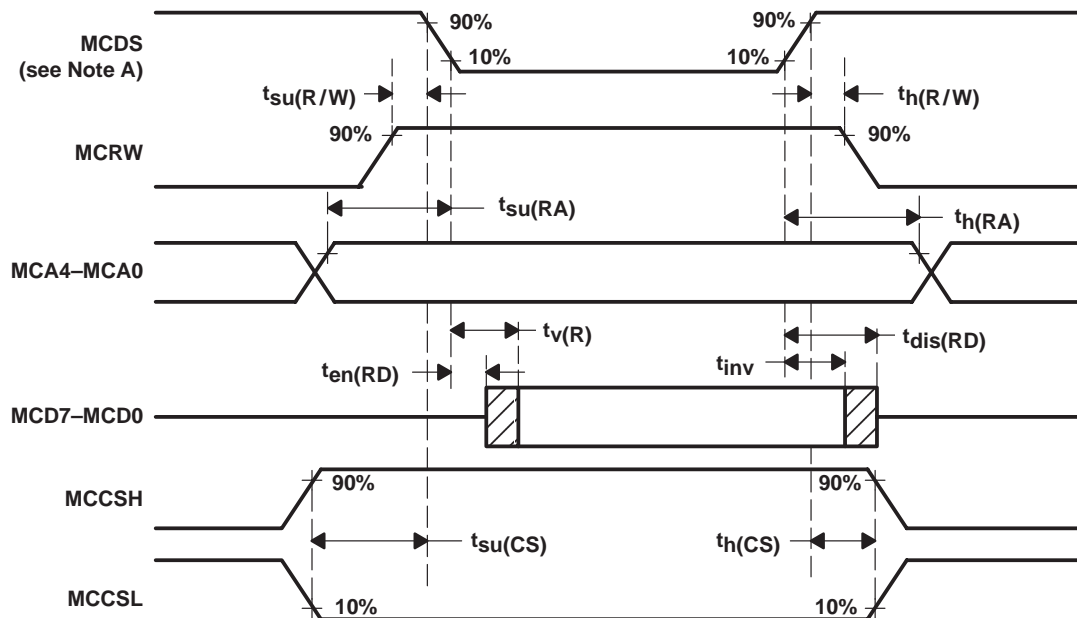 MCDS
(see Note A)
90%
10%
90%
10%
tsu(R/W)
th(R/W)
MCRW
90%
90%
tsu(RA)
th(RA)
MCA4–MCA0
tv(R)
tdis(RD)
ten(RD)
tinv
MCD7–MCD0
MCCSH
90%
90%
tsu(CS)
th(CS)
MCCSL
10%
10%